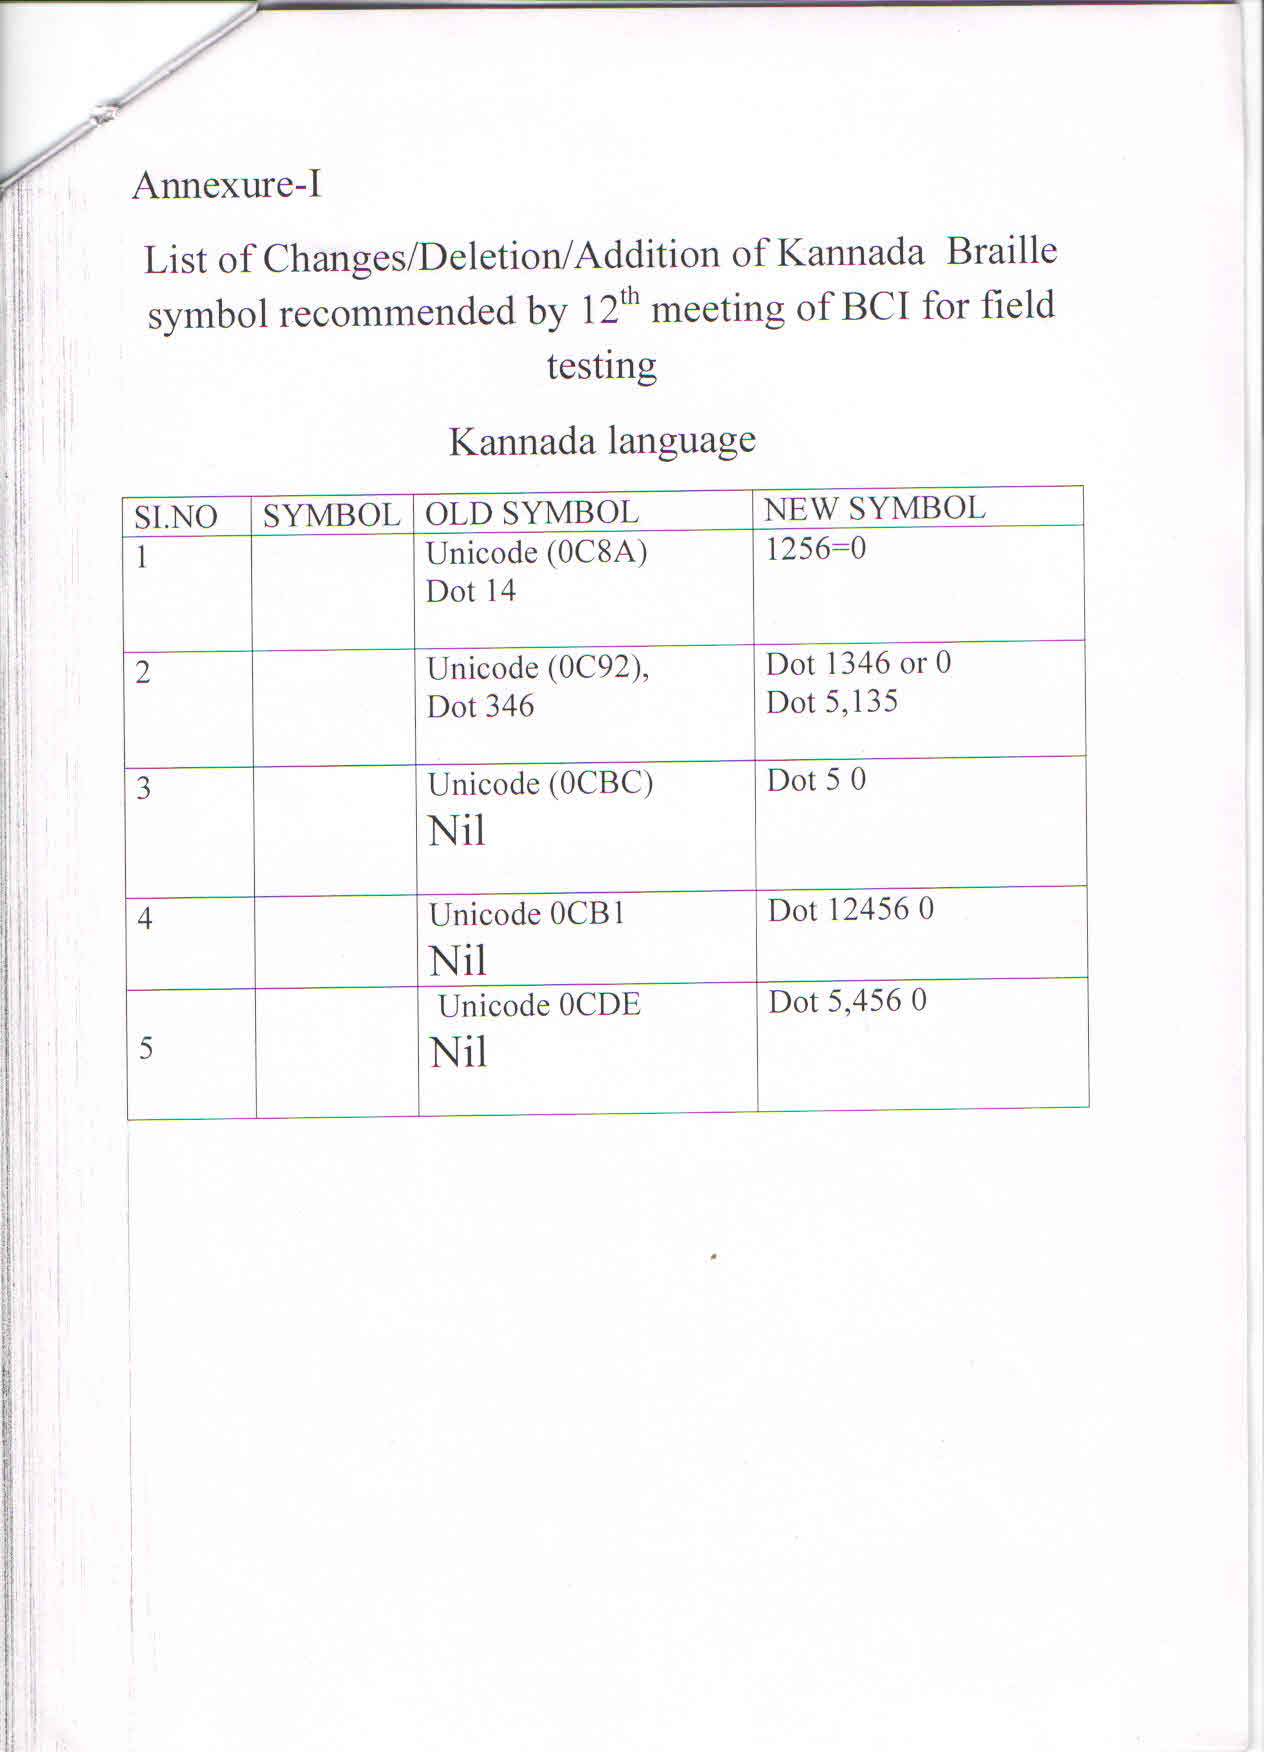 Annexure-I
List of Changes/Deletion/Addition of Kannada Braille
symbol recommended by 12th meeting of BCI for field
testing
Kannada language
SI.NO SYMBOL OLD SYMBOL NEW SYMBOL
1 Unicode (0C8A) 1256=0
Dot 14
2 Unicode (0C92), Dot 1346 or 0
Dot 346 Dot 5,135
3 Unicode (0CBC) Dot 5 0
Nil
4 Unicode 0CB1 Dot 12456 0
Nil
Unicode 0CDE Dot 5,456 0
5 Nil